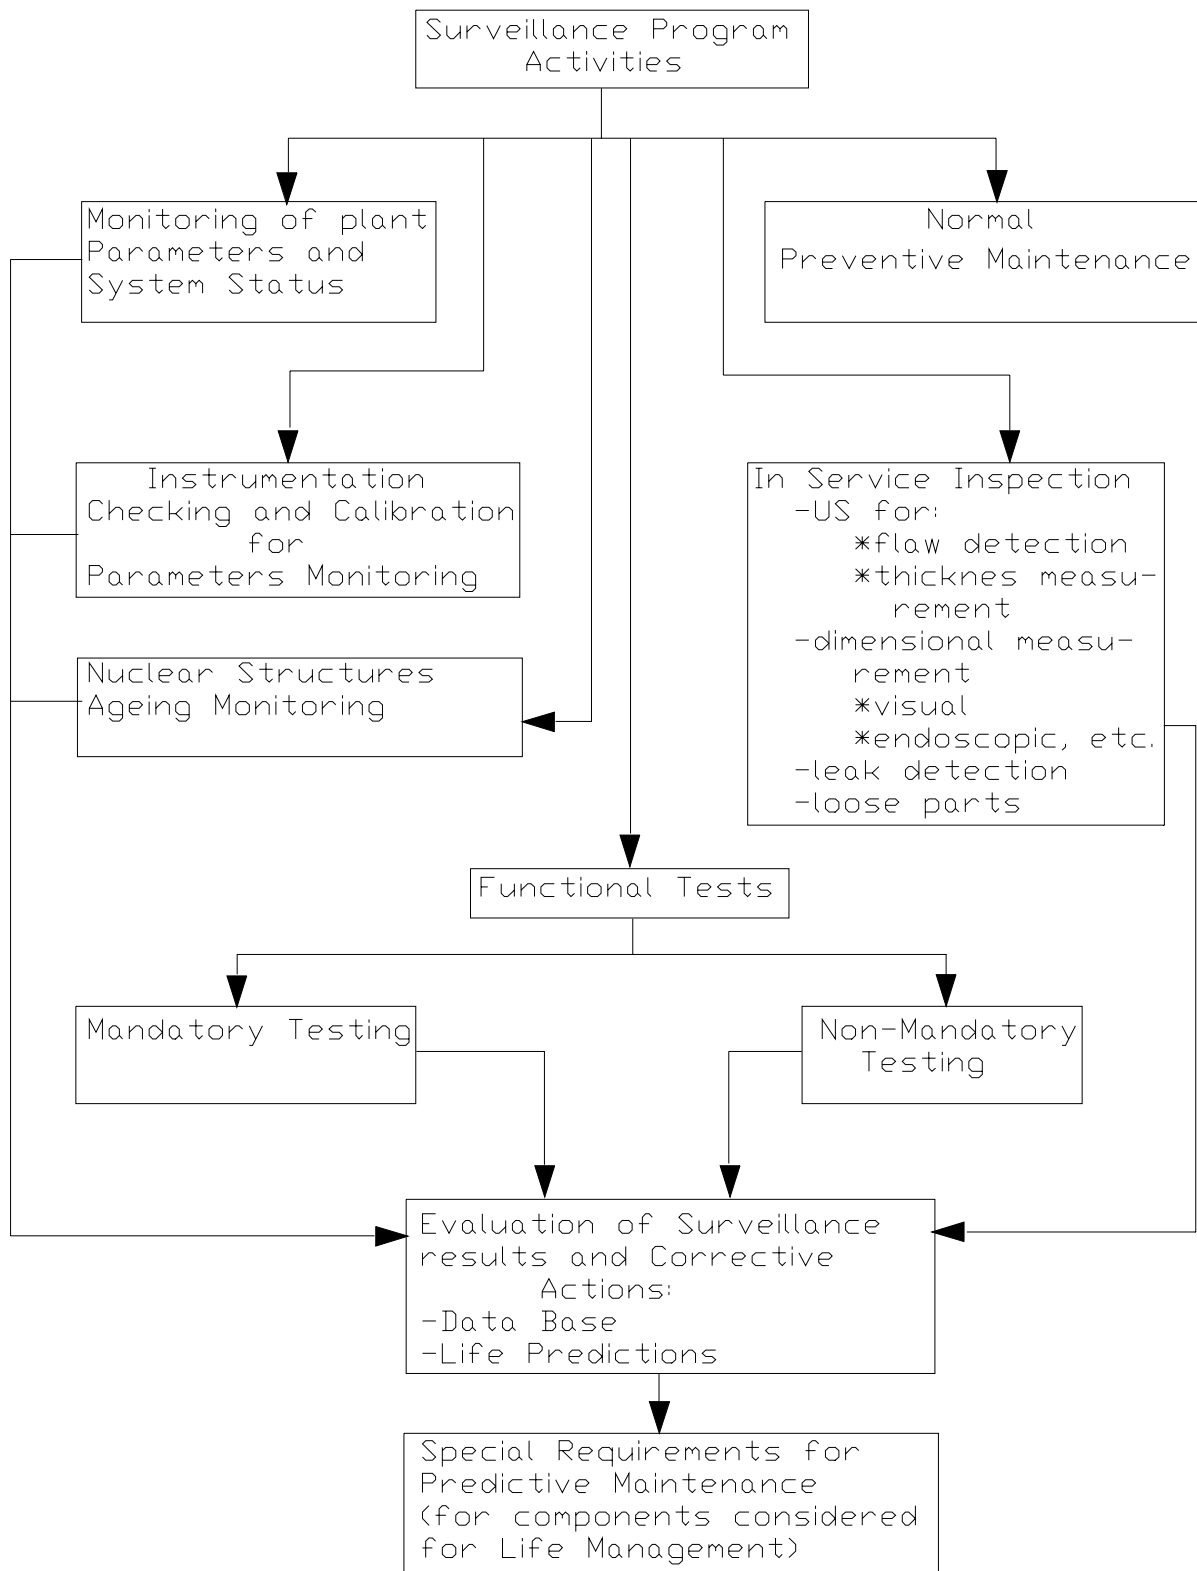 Surveillance Program
Activities
Monitoring of plant
Parameters and
System Status
Normal
Preventive Maintenance
Instrumentation
Checking and Calibration
for
Parameters Monitoring
In Service Inspection
-US for:
*flaw detection
*thicknes measu-
rement
-dimensional measu-
rement
*visual
*endoscopic, etc.
-leak detection
-loose parts
Nuclear Structures
Ageing Monitoring
Functional Tests
Mandatory Testing
Non-Mandatory
Testing
Evaluation of Surveillance
results and Corrective
Actions:
-Data Base
-Life Predictions
Special Requirements for
Predictive Maintenance
(for components considered
for Life Management)